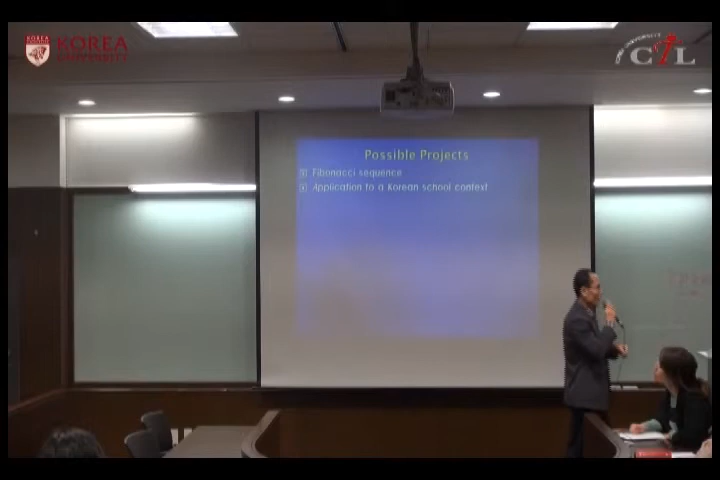 KOREA
UNIVERSITY
CTL
Possible Projects
Fibonacci sequence
Application to a Korean school context